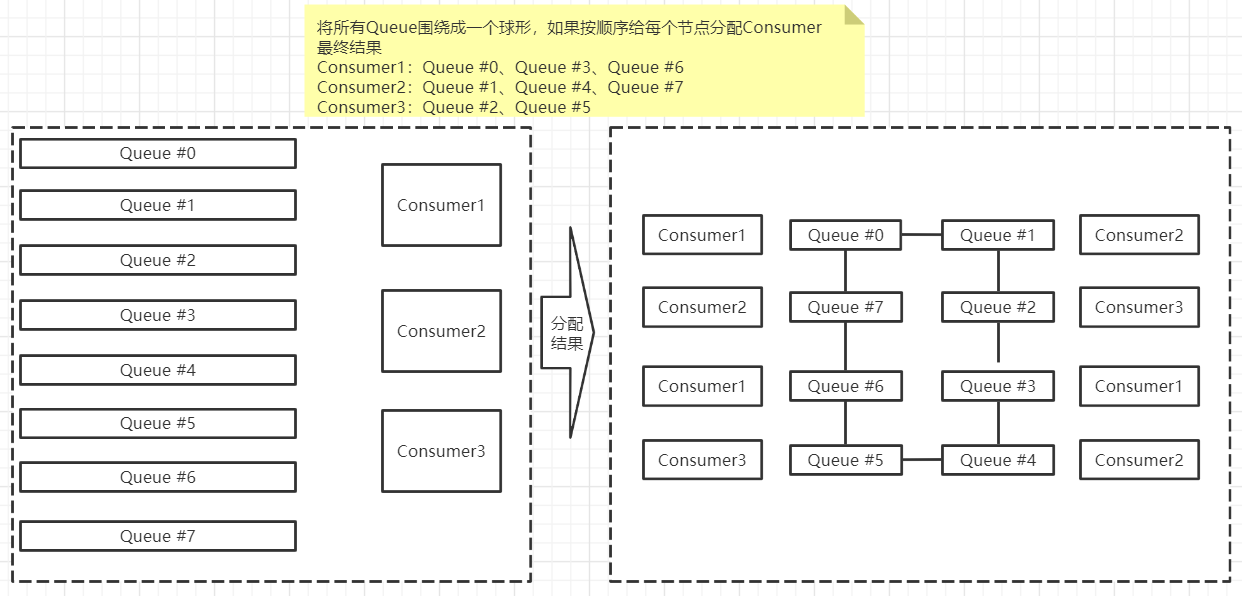 将所有Queue围绕成一个球形，如果按顺序给每个节点分配Consumer
最终结果
Consumer1：Queue #0、Queue #3、Queue #6
Consumer2：Queue #1、Queue #4、Queue #7
Consumer3：Queue #2、Queue #5
Queue #0
Queue #1
Queue #2
Queue #3
Queue #4
Queue #5
Queue #6
Queue #7
Consumer1
Consumer2
Consumer3
分配
结果
Consumer1 Queue #0 Queue #1 Consumer2
Consumer2 Queue #7 Queue #2 Consumer3
Consumer1 Queue #6 Queue #3 Consumer1
Consumer3 Queue #5 Queue #4 Consumer2